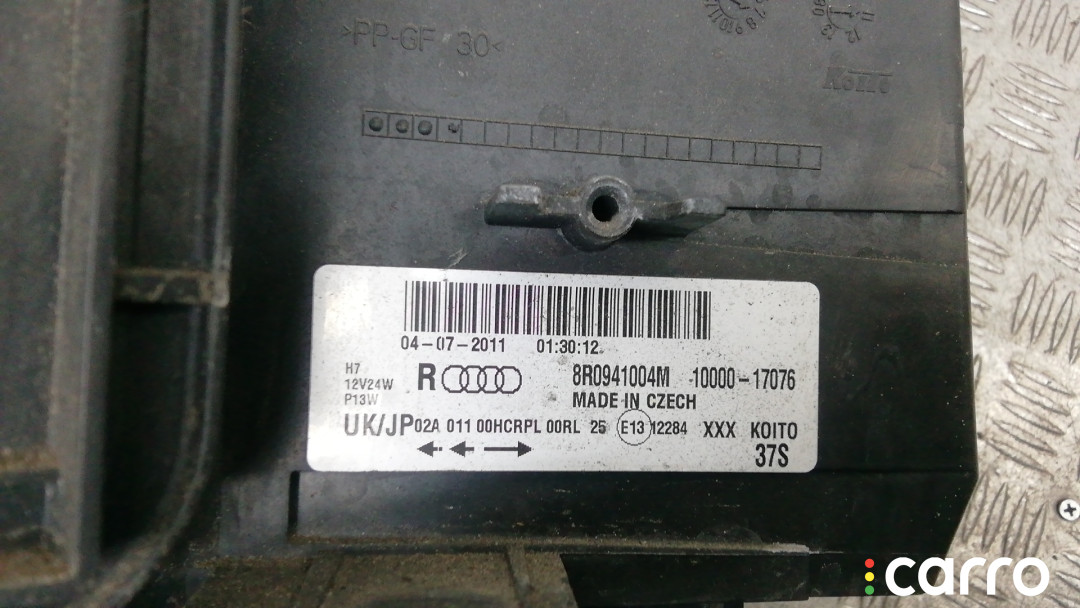 >PP-GF 30<
Koito
04-07-2011 01:30:12
H7
12V24W
P13W
R
8R0941004M 10000-17076
MADE IN CZECH
UK/JP 02A 011 00HCRPL 00RL 25 E13 12284 XXX KOITO
37S
carro